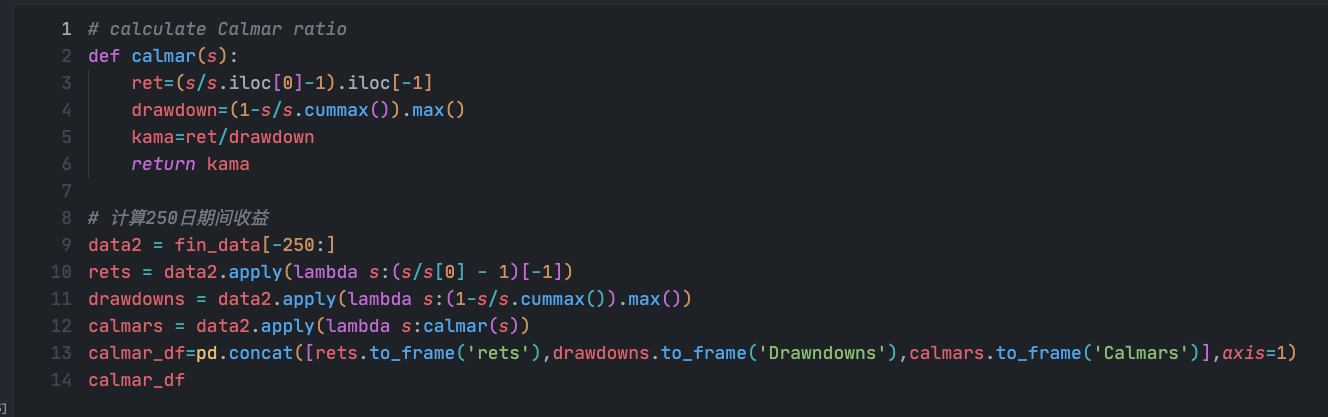 1 # calculate Calmar ratio
2 def calmar(s):
3     ret=(s/s.iloc[0]-1).iloc[-1]
4     drawdown=(1-s/s.cummax()).max()
5     kama=ret/drawdown
6     return kama
7
8 # 计算250日期间收益
9 data2 = fin_data[-250:]
10 rets = data2.apply(lambda s:(s/s[0] - 1)[-1])
11 drawdowns = data2.apply(lambda s:(1-s/s.cummax()).max())
12 calmars = data2.apply(lambda s:calmar(s))
13 calmar_df=pd.concat([rets.to_frame('rets'),drawdowns.to_frame('Drawndowns'),calmars.to_frame('Calmars')],axis=1)
14 calmar_df